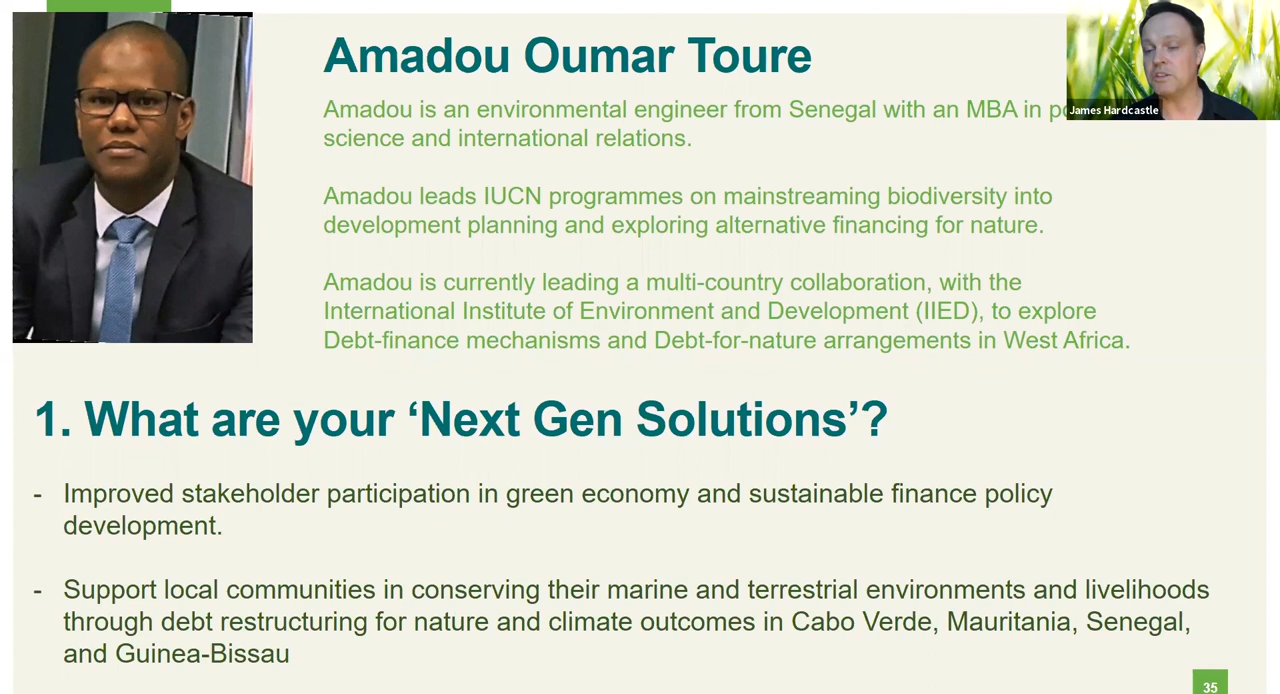 Amadou Oumar Toure
Amadou is an environmental engineer from Senegal with an MBA in
science and international relations.
Amadou leads IUCN programmes on mainstreaming biodiversity into
development planning and exploring alternative financing for nature.
Amadou is currently leading a multi-country collaboration, with the
International Institute of Environment and Development (IIED), to explore
Debt-finance mechanisms and Debt-for-nature arrangements in West Africa.
James Hardcastle
1. What are your ‘Next Gen Solutions’?
- Improved stakeholder participation in green economy and sustainable finance policy
development.
- Support local communities in conserving their marine and terrestrial environments and livelihoods
through debt restructuring for nature and climate outcomes in Cabo Verde, Mauritania, Senegal,
and Guinea-Bissau
35